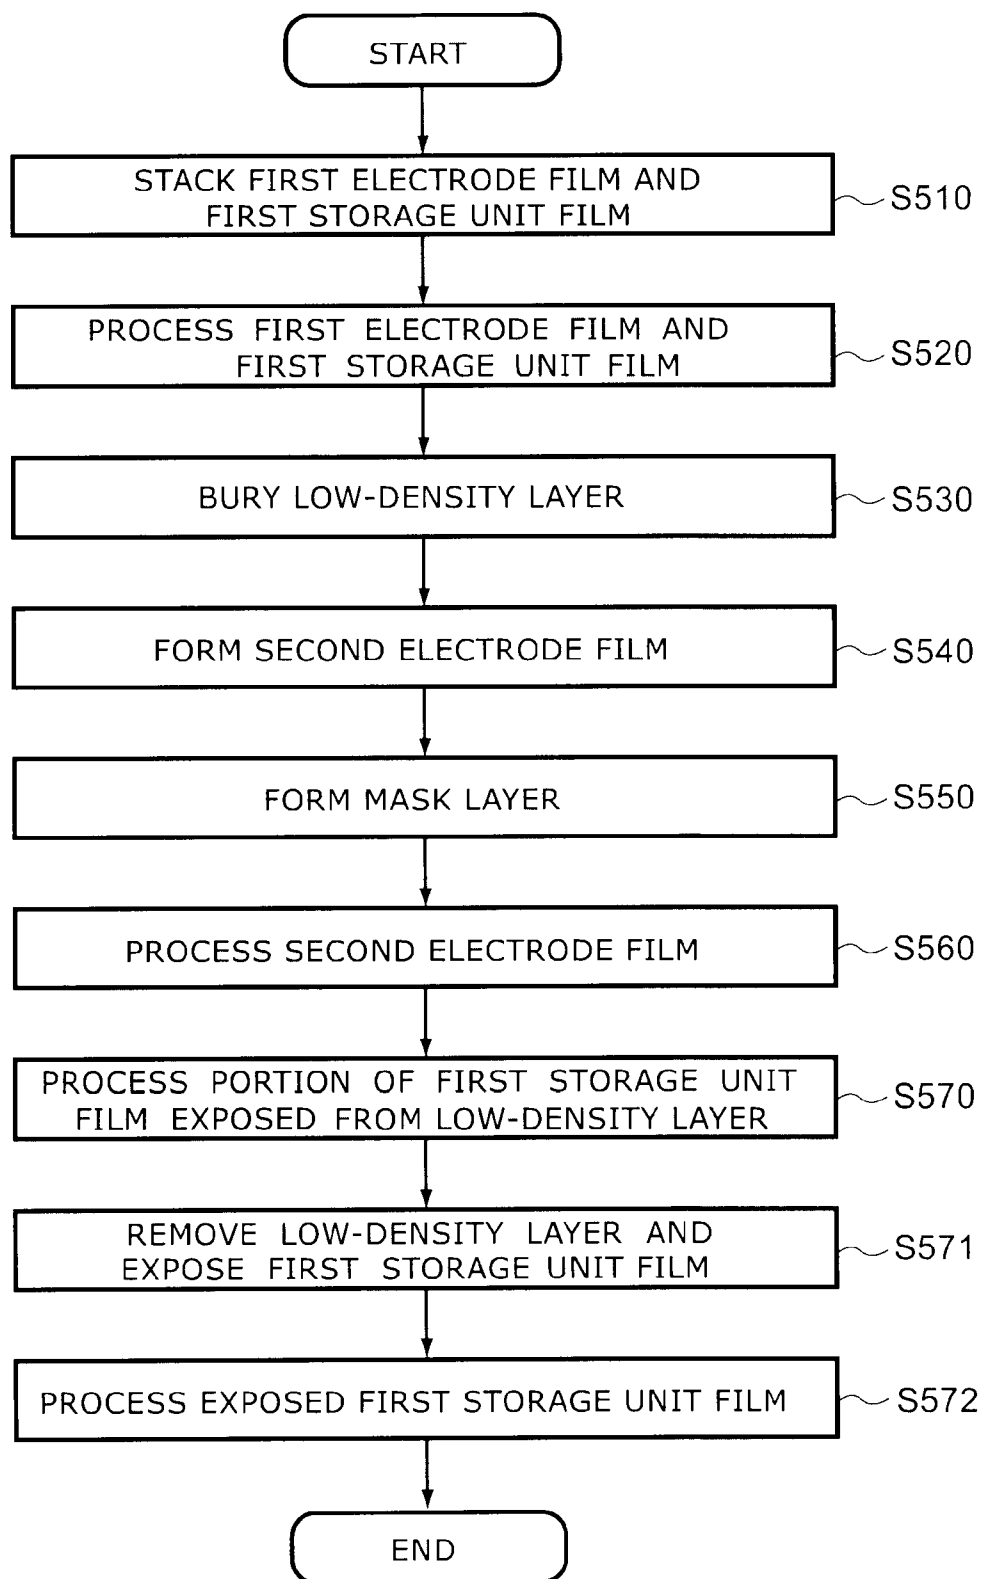 START
STACK FIRST ELECTRODE FILM AND
FIRST STORAGE UNIT FILM
S510
PROCESS FIRST ELECTRODE FILM AND
FIRST STORAGE UNIT FILM
S520
BURY LOW-DENSITY LAYER
S530
FORM SECOND ELECTRODE FILM
S540
FORM MASK LAYER
S550
PROCESS SECOND ELECTRODE FILM
S560
PROCESS PORTION OF FIRST STORAGE UNIT
FILM EXPOSED FROM LOW-DENSITY LAYER
S570
REMOVE LOW-DENSITY LAYER AND
EXPOSE FIRST STORAGE UNIT FILM
S571
PROCESS EXPOSED FIRST STORAGE UNIT FILM
S572
END